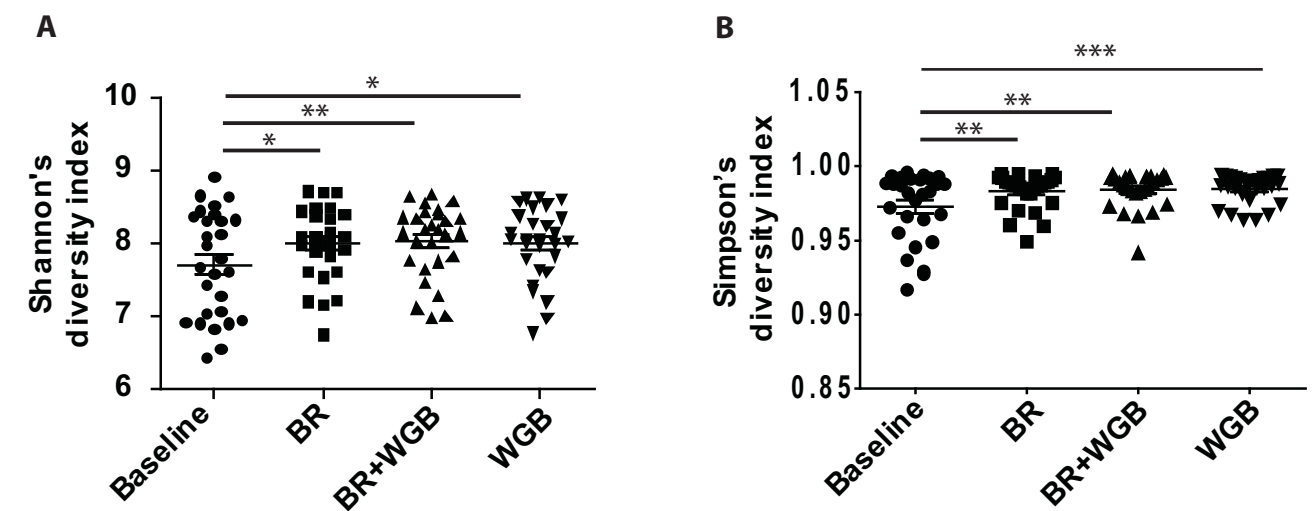 A
Shannon's
diversity index
10
9
8
7
6
*
**
*
Baseline
BR
BR+WGB
WGB
B
Simpson's
diversity index
1.05
1.00
0.95
0.90
0.85
***
**
**
Baseline
BR
BR+WGB
WGB